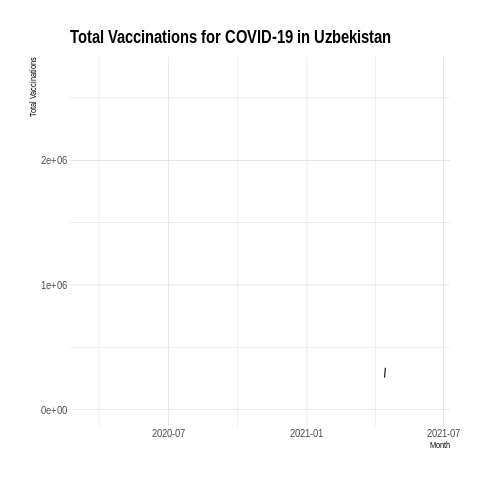 Total Vaccinations for COVID-19 in Uzbekistan
Total Vaccinations
2e+06
1e+06
0e+00
2020-07
2021-01
2021-07
Month